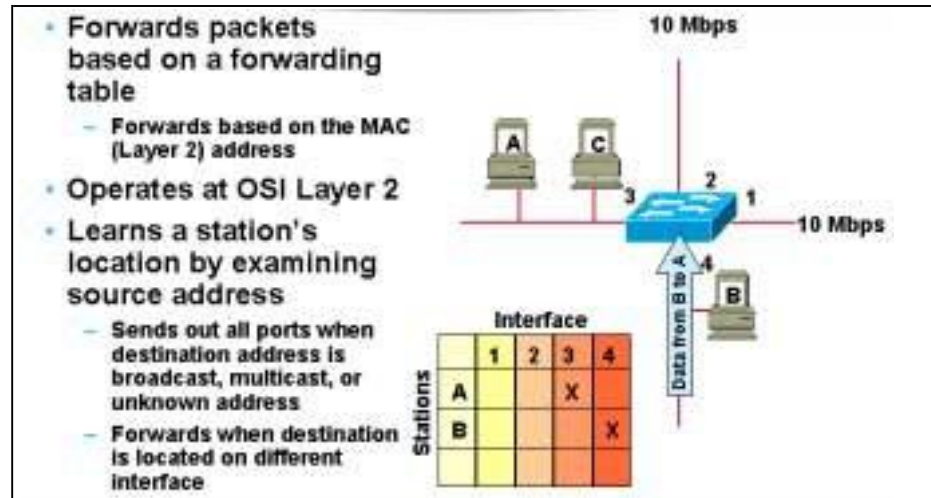 • Forwards packets
based on a forwarding
table
– Forwards based on the MAC
(Layer 2) address
• Operates at OSI Layer 2
• Learns a station's
location by examining
source address
– Sends out all ports when
destination address is
broadcast, multicast, or
unknown address
– Forwards when destination
is located on different
interface
10 Mbps
A
C
3
2
1
10 Mbps
4
B
Data from B to A
Interface
1 2 3 4
Stations
A X
B X